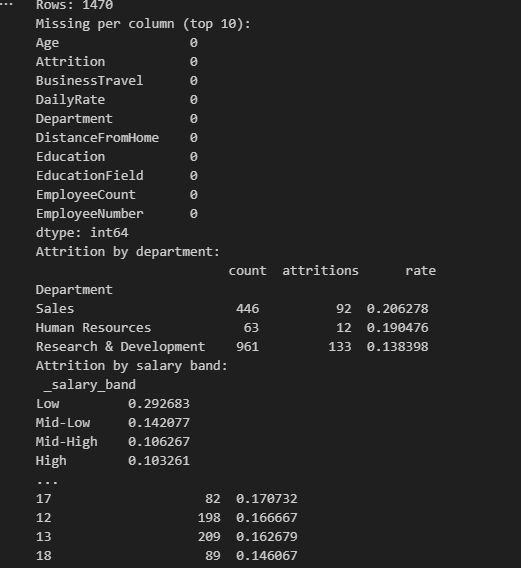 ... Rows: 1470
Missing per column (top 10):
Age                 0
Attrition           0
BusinessTravel      0
DailyRate           0
Department          0
DistanceFromHome    0
Education           0
EducationField      0
EmployeeCount       0
EmployeeNumber      0
dtype: int64
Attrition by department:
                        count  attritions      rate
Department
Sales                     446          92  0.206278
Human Resources            63          12  0.190476
Research & Development    961         133  0.138398
Attrition by salary band:
 _salary_band
Low         0.292683
Mid-Low     0.142077
Mid-High    0.106267
High        0.103261
...
17                    82  0.170732
12                   198  0.166667
13                   209  0.162679
18                    89  0.146067